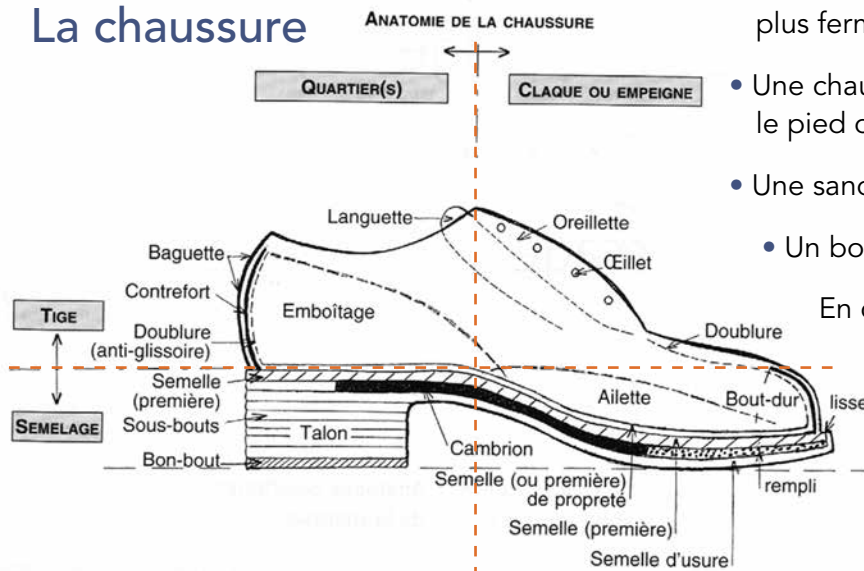 La chaussure
ANATOMIE DE LA CHAUSSURE
QUARTIER(S)
CLAQUE OU EMPEIGNE
plus ferm
• Une chau
le pied d
• Une sand
• Un bo
En c
Languette
Oreillette
Œillet
Baguette
Contrefort
Emboîtage
TIGE
Doublure
(anti-glissoire)
Doublure
Semelle
(première)
Ailette
Bout-dur
lisse
SEMELAGE
Sous-bouts
Talon
Cambrion
Bon-bout
Semelle (ou première)
de propreté
rempli
Semelle (première)
Semelle d'usure